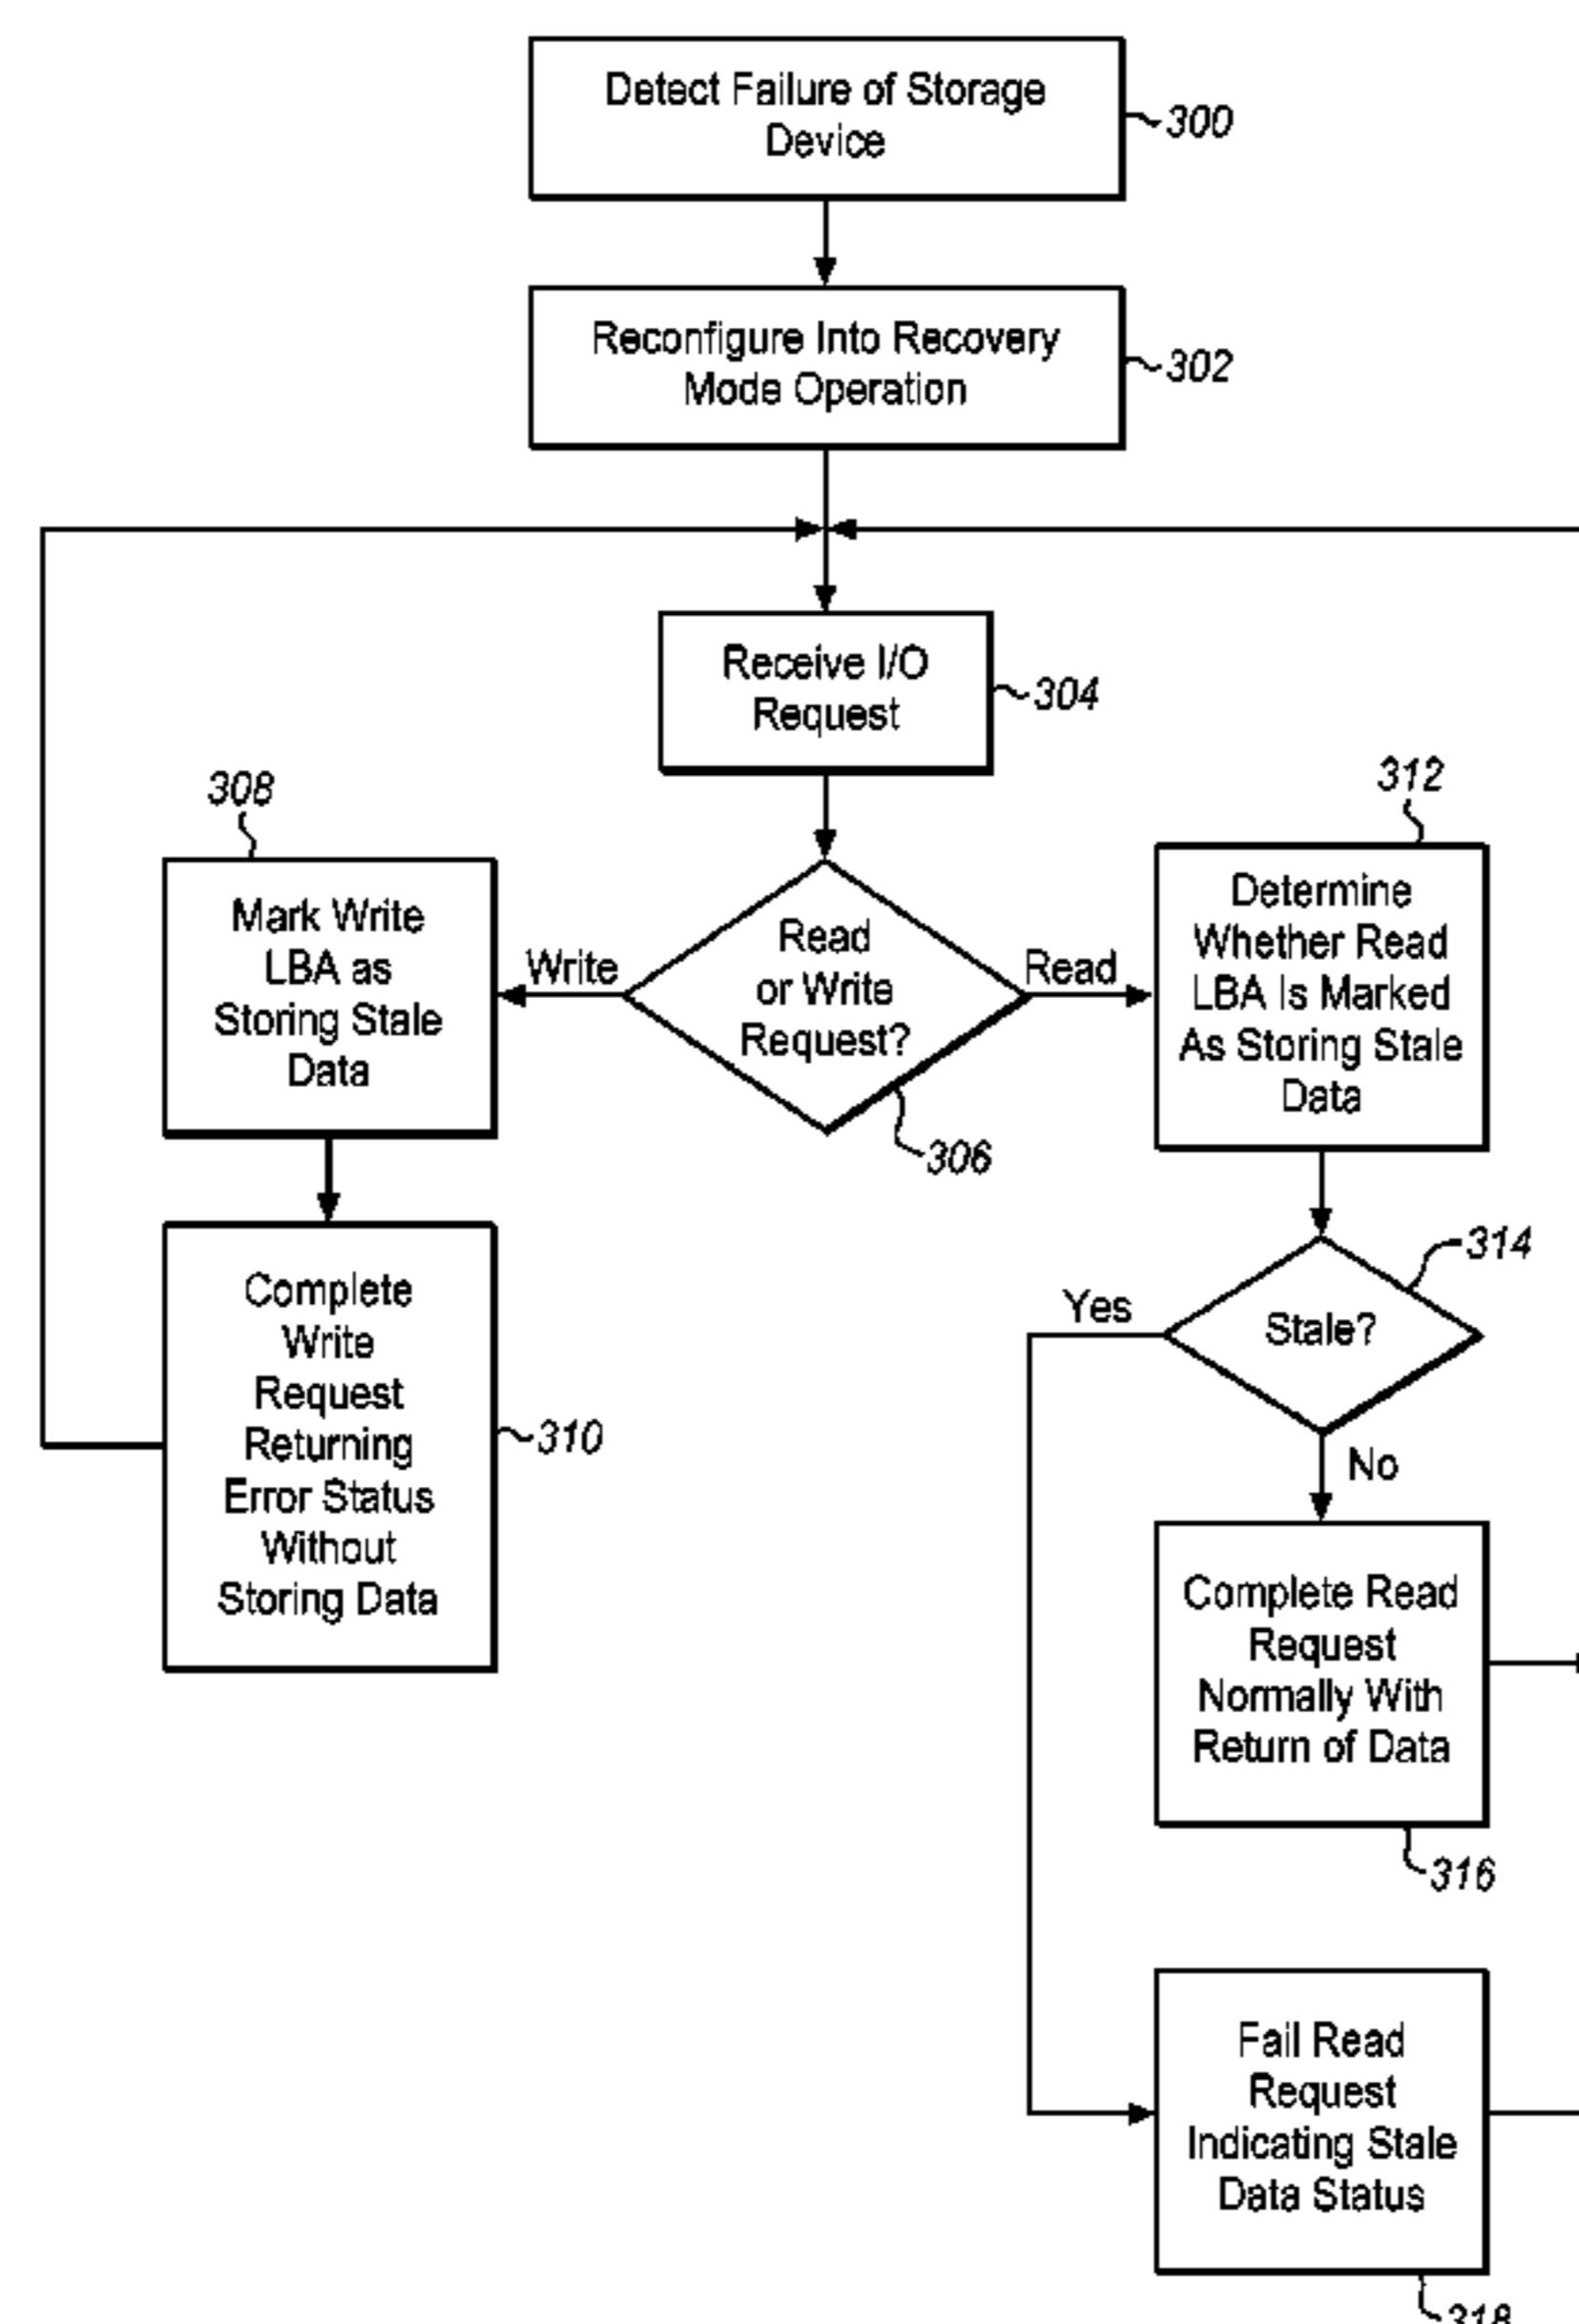 Detect Failure of Storage
Device
300
Reconfigure Into Recovery
Mode Operation
302
Receive I/O
Request
304
308
312
Mark Write
LBA as
Storing Stale
Data
Write
Read
or Write
Request?
Read
306
Determine
Whether Read
LBA Is Marked
As Storing Stale
Data
314
Yes
Stale?
No
Complete
Write
Request
Returning
Error Status
Without
Storing Data
310
Complete Read
Request
Normally With
Return of Data
316
Fail Read
Request
Indicating Stale
Data Status
318